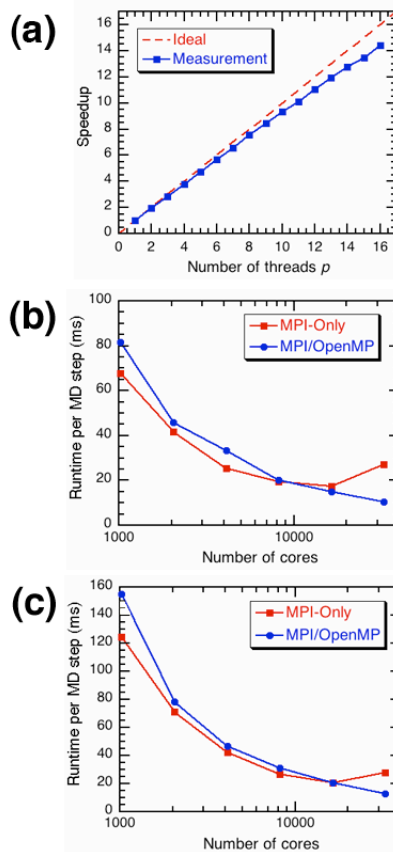 (a)
16
14
12
10
8
6
4
2
0
Speedup
Ideal
Measurement
0 2 4 6 8 10 12 14 16
Number of threads p
(b)
100
80
60
40
20
0
Runtime per MD step (ms)
MPI-Only
MPI/OpenMP
1000 10000
Number of cores
(c)
160
140
120
100
80
60
40
20
0
Runtime per MD step (ms)
MPI-Only
MPI/OpenMP
1000 10000
Number of cores